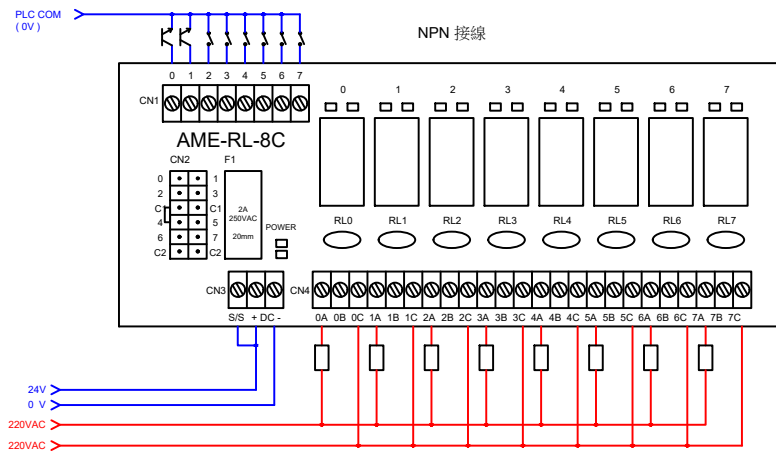 PLC COM
( 0V )
NPN 接線
0 1 2 3 4 5 6 7
CN1
0 1 2 3 4 5 6 7
AME-RL-8C
CN2 F1
0 1
2 3
C1 C1
4 5
6 7
C2 C2
2A
250VAC
20mm
POWER
RL0 RL1 RL2 RL3 RL4 RL5 RL6 RL7
CN3 CN4
S/S + DC - 0A 0B 0C 1A 1B 1C 2A 2B 2C 3A 3B 3C 4A 4B 4C 5A 5B 5C 6A 6B 6C 7A 7B 7C
24V
0 V
220VAC
220VAC